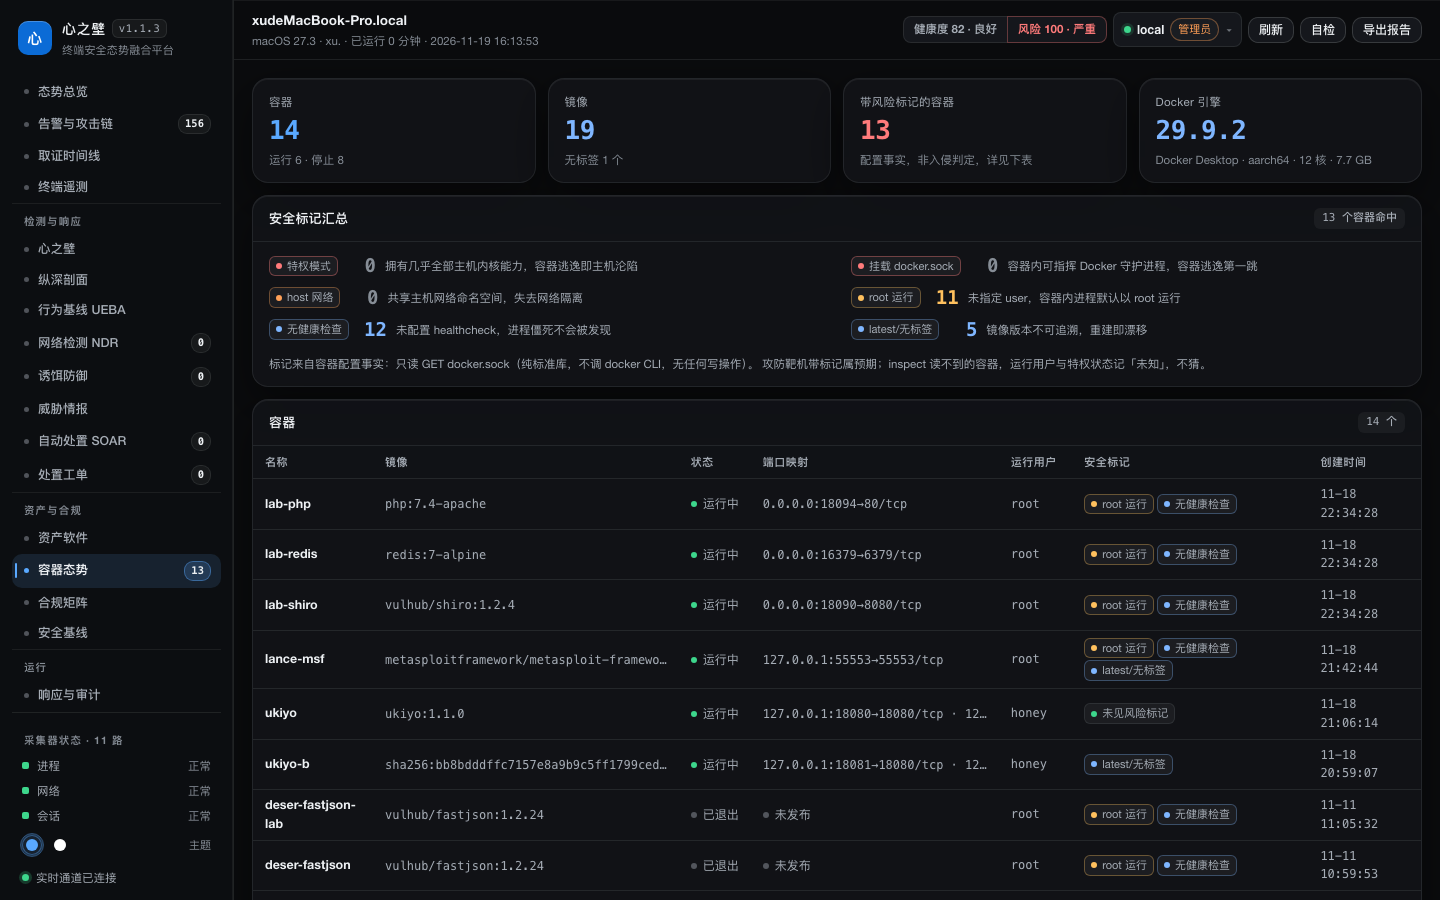 心
心之壁 v1.1.3
终端安全态势融合平台
态势总览
告警与攻击链 156
取证时间线
终端遥测
检测与响应
心之壁
纵深剖面
行为基线 UEBA
网络检测 NDR 0
诱饵防御 0
威胁情报
自动处置 SOAR 0
处置工单 0
资产与合规
资产软件
容器态势 13
合规矩阵
安全基线
运行
响应与审计
采集器状态 · 11 路
进程 正常
网络 正常
会话 正常
主题
实时通道已连接
xudeMacBook-Pro.local
macOS 27.3 · xu. · 已运行 0 分钟 · 2026-11-19 16:13:53
健康度 82 · 良好 风险 100 · 严重 local 管理员 刷新 自检 导出报告
容器
14
运行 6 · 停止 8
镜像
19
无标签 1 个
带风险标记的容器
13
配置事实，非入侵判定，详见下表
Docker 引擎
29.9.2
Docker Desktop · aarch64 · 12 核 · 7.7 GB
安全标记汇总 13 个容器命中
特权模式 0 拥有几乎全部主机内核能力，容器逃逸即主机沦陷
挂载 docker.sock 0 容器内可指挥 Docker 守护进程，容器逃逸第一跳
host 网络 0 共享主机网络命名空间，失去网络隔离
root 运行 11 未指定 user，容器内进程默认以 root 运行
无健康检查 12 未配置 healthcheck，进程僵死不会被发现
latest/无标签 5 镜像版本不可追溯，重建即漂移
标记来自容器配置事实：只读 GET docker.sock（纯标准库，不调 docker CLI，无任何写操作）。 攻防靶机带标记属预期；inspect 读不到的容器，运行用户与特权状态记「未知」，不猜。
容器 14 个
名称 镜像 状态 端口映射 运行用户 安全标记 创建时间
lab-php php:7.4-apache 运行中 0.0.0.0:18094→80/tcp root root 运行 无健康检查 11-18 22:34:28
lab-redis redis:7-alpine 运行中 0.0.0.0:16379→6379/tcp root root 运行 无健康检查 11-18 22:34:28
lab-shiro vulhub/shiro:1.2.4 运行中 0.0.0.0:18090→8080/tcp root root 运行 无健康检查 11-18 22:34:28
lance-msf metasploitframework/metasploit-framewo… 运行中 127.0.0.1:55553→55553/tcp root root 运行 无健康检查 latest/无标签 11-18 21:42:44
ukiyo ukiyo:1.1.0 运行中 127.0.0.1:18080→18080/tcp · 12… honey 未见风险标记 11-18 21:06:14
ukiyo-b sha256:bb8bdddffc7157e8a9b9c5ff1799ced… 运行中 127.0.0.1:18081→18080/tcp · 12… honey latest/无标签 11-18 20:59:07
deser-fastjson-lab vulhub/fastjson:1.2.24 已退出 未发布 root root 运行 无健康检查 11-11 11:05:32
deser-fastjson vulhub/fastjson:1.2.24 已退出 未发布 root root 运行 无健康检查 11-11 10:59:53